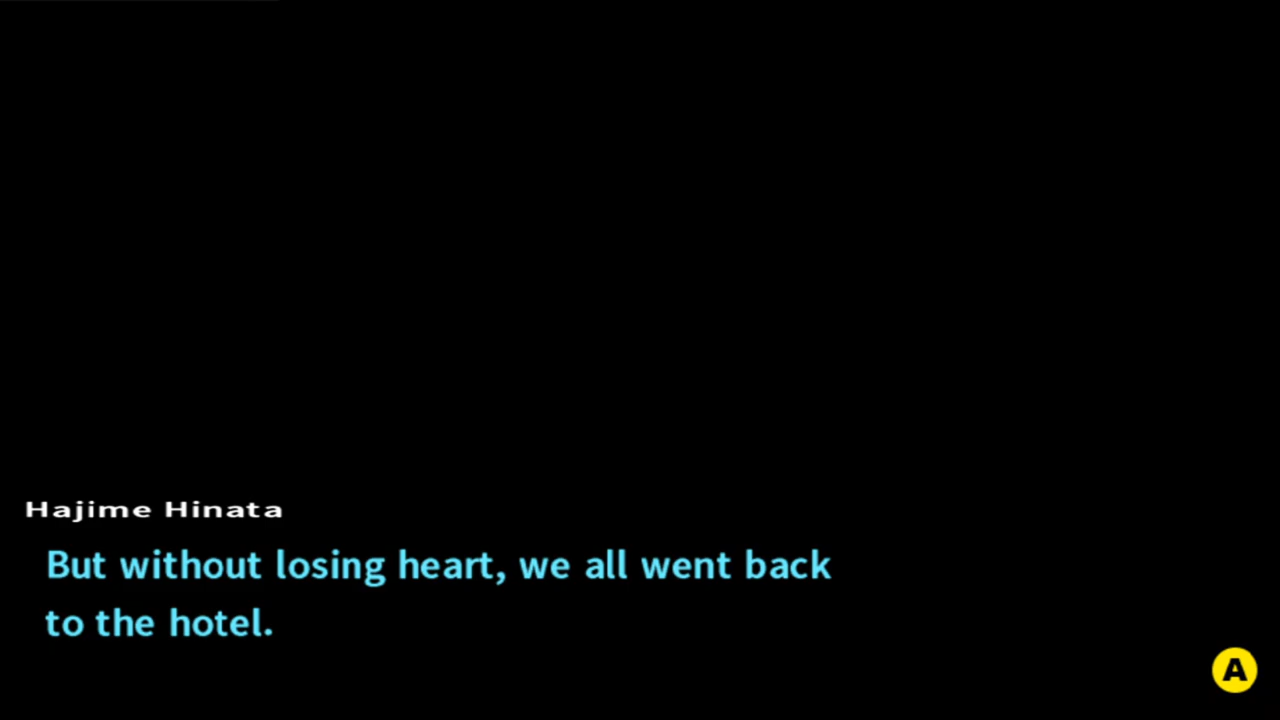 Hajime Hinata
But without losing heart, we all went back
to the hotel.
A